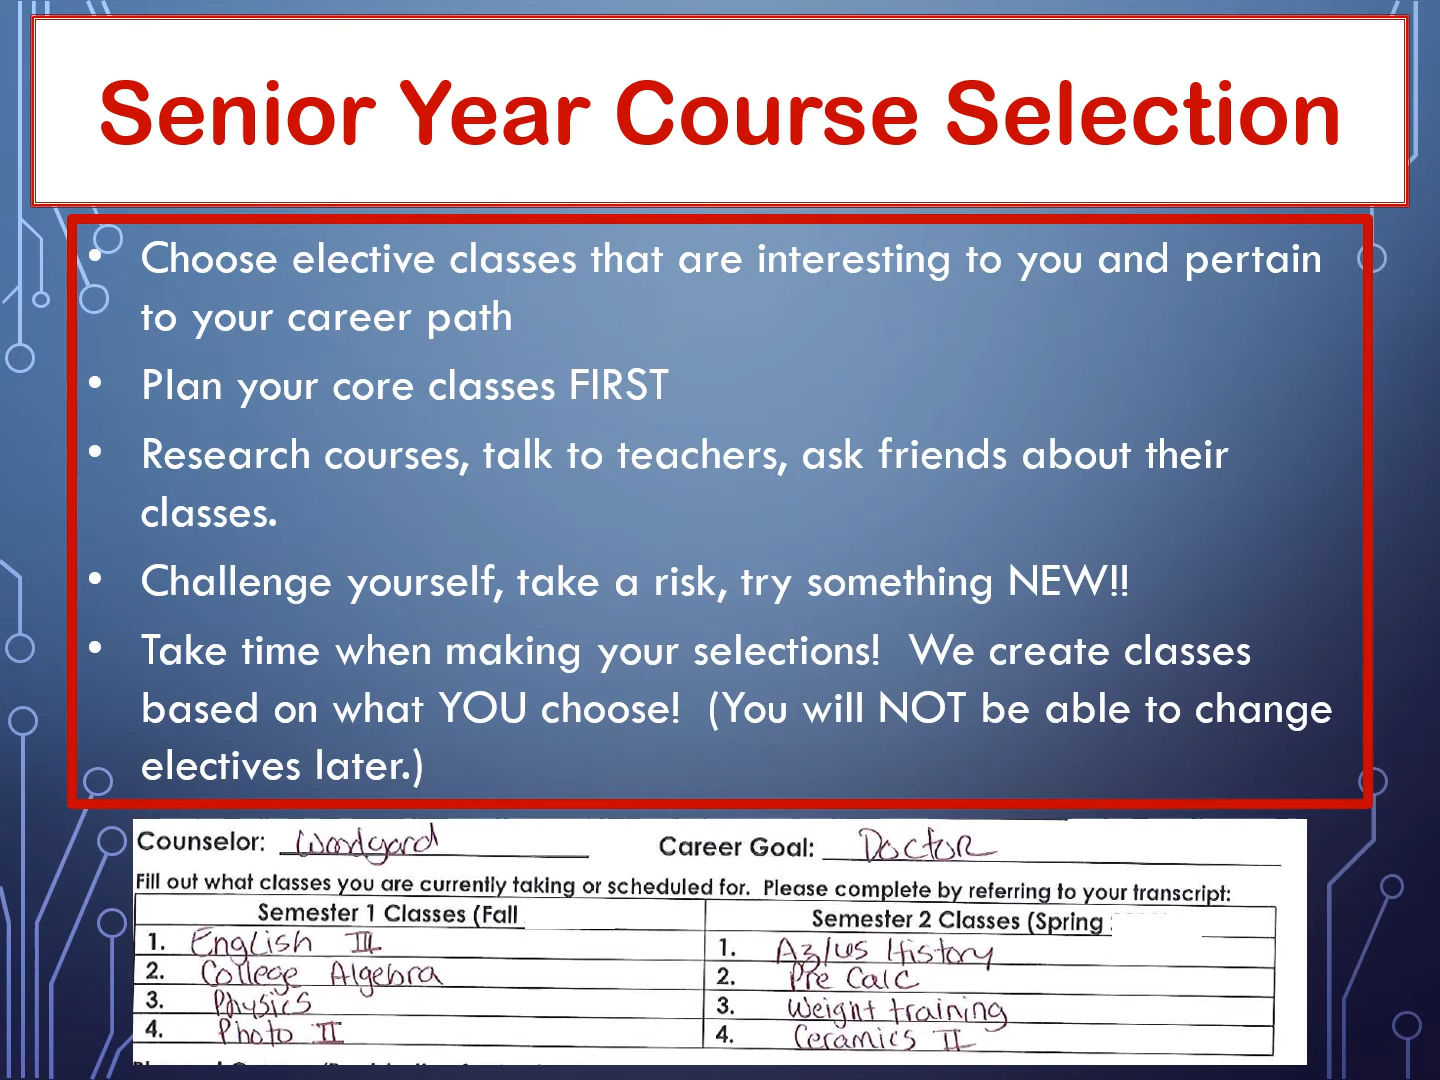 Senior Year Course Selection
• Choose elective classes that are interesting to you and pertain
to your career path
• Plan your core classes FIRST
• Research courses, talk to teachers, ask friends about their
classes.
• Challenge yourself, take a risk, try something NEW!!
• Take time when making your selections! We create classes
based on what YOU choose! (You will NOT be able to change
electives later.)
Counselor: Woodyard Career Goal: Doctor
Fill out what classes you are currently taking or scheduled for. Please complete by referring to your transcript:
Semester 1 Classes (Fall Semester 2 Classes (Spring
1. English III 1. Az/US History
2. College Algebra 2. Pre Calc
3. Physics 3. Weight training
4. Photo II 4. Ceramics II